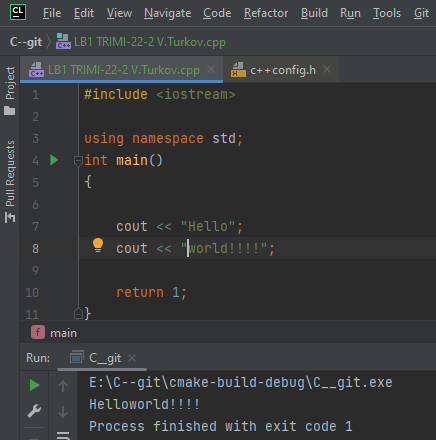 CL File Edit View Navigate Code Refactor Build Run Tools Git
C--git LB1 TRIMI-22-2 V.Turkov.cpp
LB1 TRIMI-22-2 V.Turkov.cpp × c++config.h ×
Project
Pull Requests
1 #include <iostream>
2
3 using namespace std;
4 int main()
5 {
6
7 cout << "Hello";
8 cout << "world!!!!";
9
10 return 1;
11 }
f main
Run: C__git ×
E:\C--git\cmake-build-debug\C__git.exe
Helloworld!!!!
Process finished with exit code 1